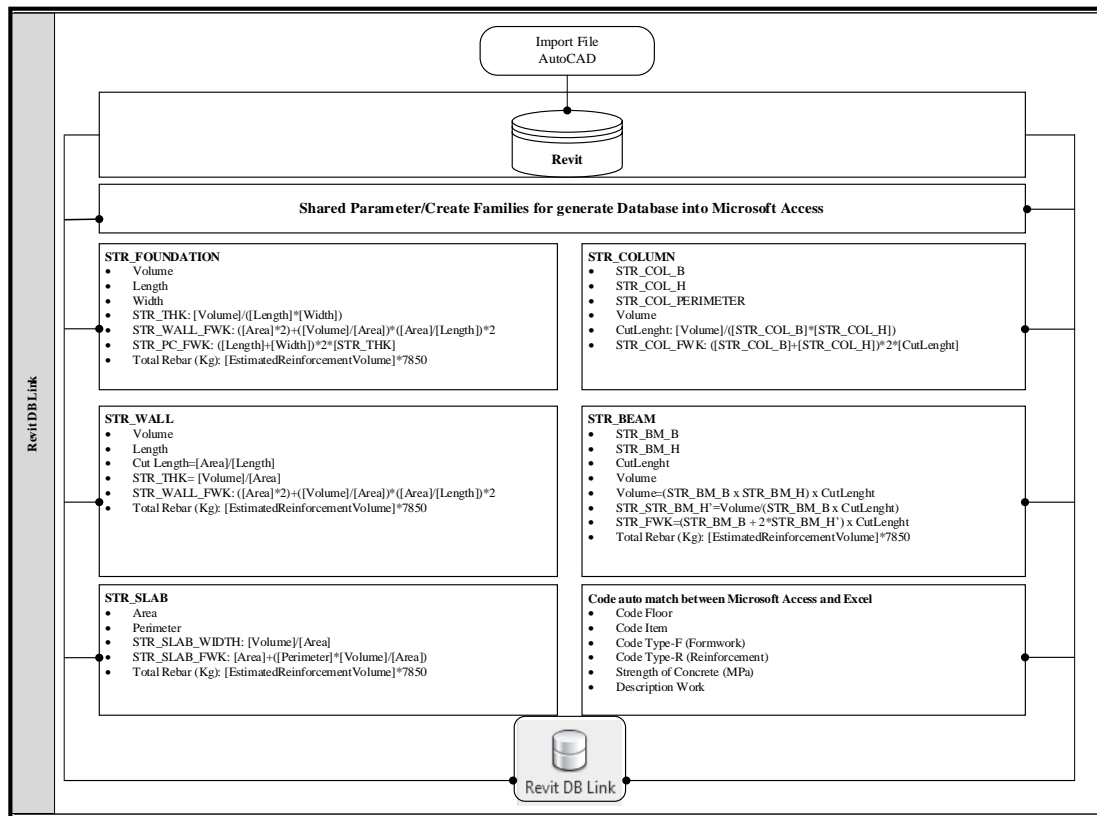 Import File
AutoCAD
Revit
Revit DB Link
Shared Parameter/Create Families for generate Database into Microsoft Access
STR_FOUNDATION
• Volume
• Length
• Width
• STR_THK: [Volume]/([Length]*[Width])
• STR_WALL_FWK: ([Area]*2)+([Volume]/[Area])*([Area]/[Length])*2
• STR_PC_FWK: ([Length]+[Width])*2*[STR_THK]
• Total Rebar (Kg): [EstimatedReinforcementVolume]*7850
STR_COLUMN
• STR_COL_B
• STR_COL_H
• STR_COL_PERIMETER
• Volume
• CutLenght: [Volume]/([STR_COL_B]*[STR_COL_H])
• STR_COL_FWK: ([STR_COL_B]+[STR_COL_H])*2*[CutLenght]
STR_WALL
• Volume
• Length
• Cut Length=[Area]/[Length]
• STR_THK= [Volume]/[Area]
• STR_WALL_FWK: ([Area]*2)+([Volume]/[Area])*([Area]/[Length])*2
• Total Rebar (Kg): [EstimatedReinforcementVolume]*7850
STR_BEAM
• STR_BM_B
• STR_BM_H
• CutLenght
• Volume
• Volume=(STR_BM_B x STR_BM_H) x CutLenght
• STR_STR_BM_H’=Volume/(STR_BM_B x CutLenght)
• STR_FWK=(STR_BM_B + 2*STR_BM_H’) x CutLenght
• Total Rebar (Kg): [EstimatedReinforcementVolume]*7850
STR_SLAB
• Area
• Perimeter
• STR_SLAB_WIDTH: [Volume]/[Area]
• STR_SLAB_FWK: [Area]+([Perimeter]*[Volume]/[Area])
• Total Rebar (Kg): [EstimatedReinforcementVolume]*7850
Code auto match between Microsoft Access and Excel
• Code Floor
• Code Item
• Code Type-F (Formwork)
• Code Type-R (Reinforcement)
• Strength of Concrete (MPa)
• Description Work
Revit DB Link